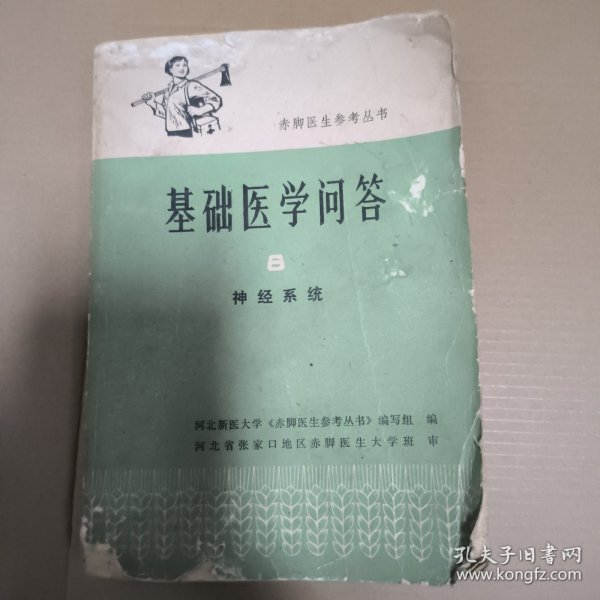 赤脚医生参考丛书
基础医学问答
8
神经系统
河北新医大学《赤脚医生参考丛书》编写组 编
河北省张家口地区赤脚医生大学班 审
孔夫子旧书网
www.kongfz.com